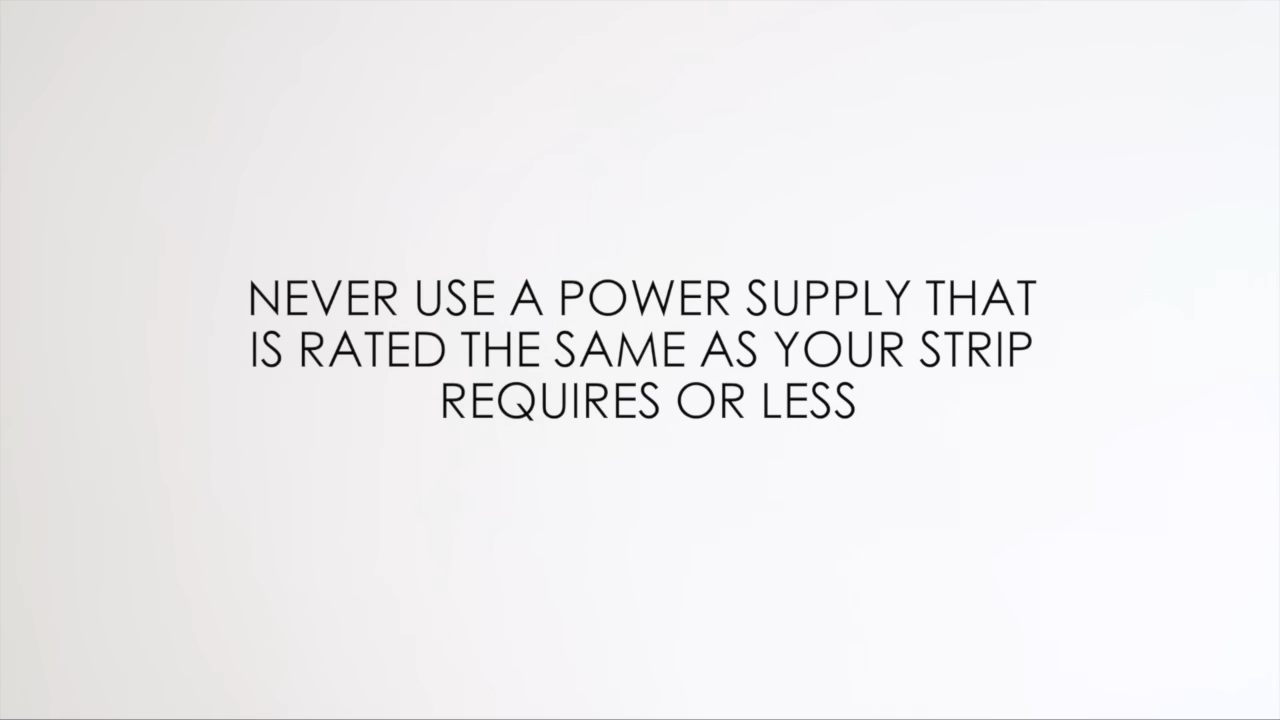 NEVER USE A POWER SUPPLY THAT
IS RATED THE SAME AS YOUR STRIP
REQUIRES OR LESS